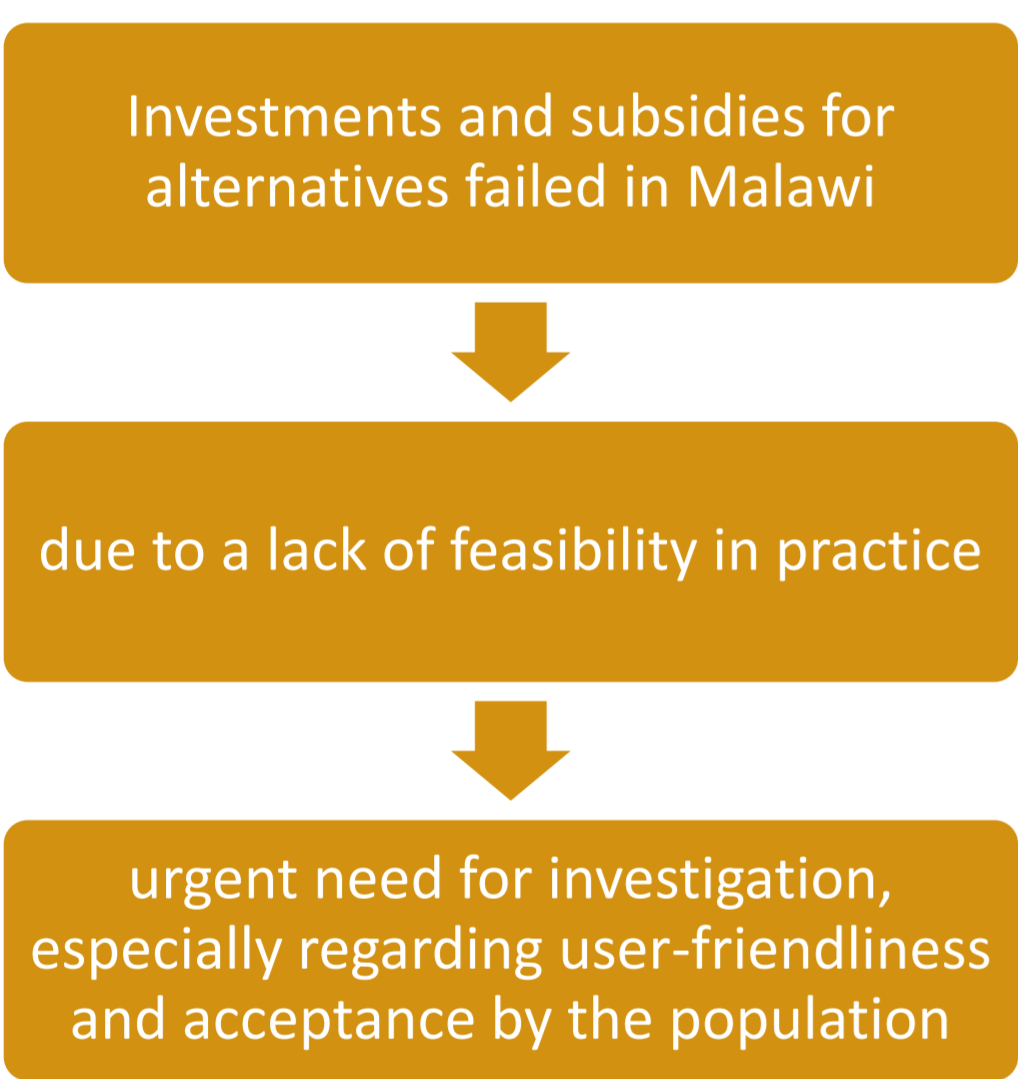 Investments and subsidies for
alternatives failed in Malawi
due to a lack of feasibility in practice
urgent need for investigation,
especially regarding user-friendliness
and acceptance by the population